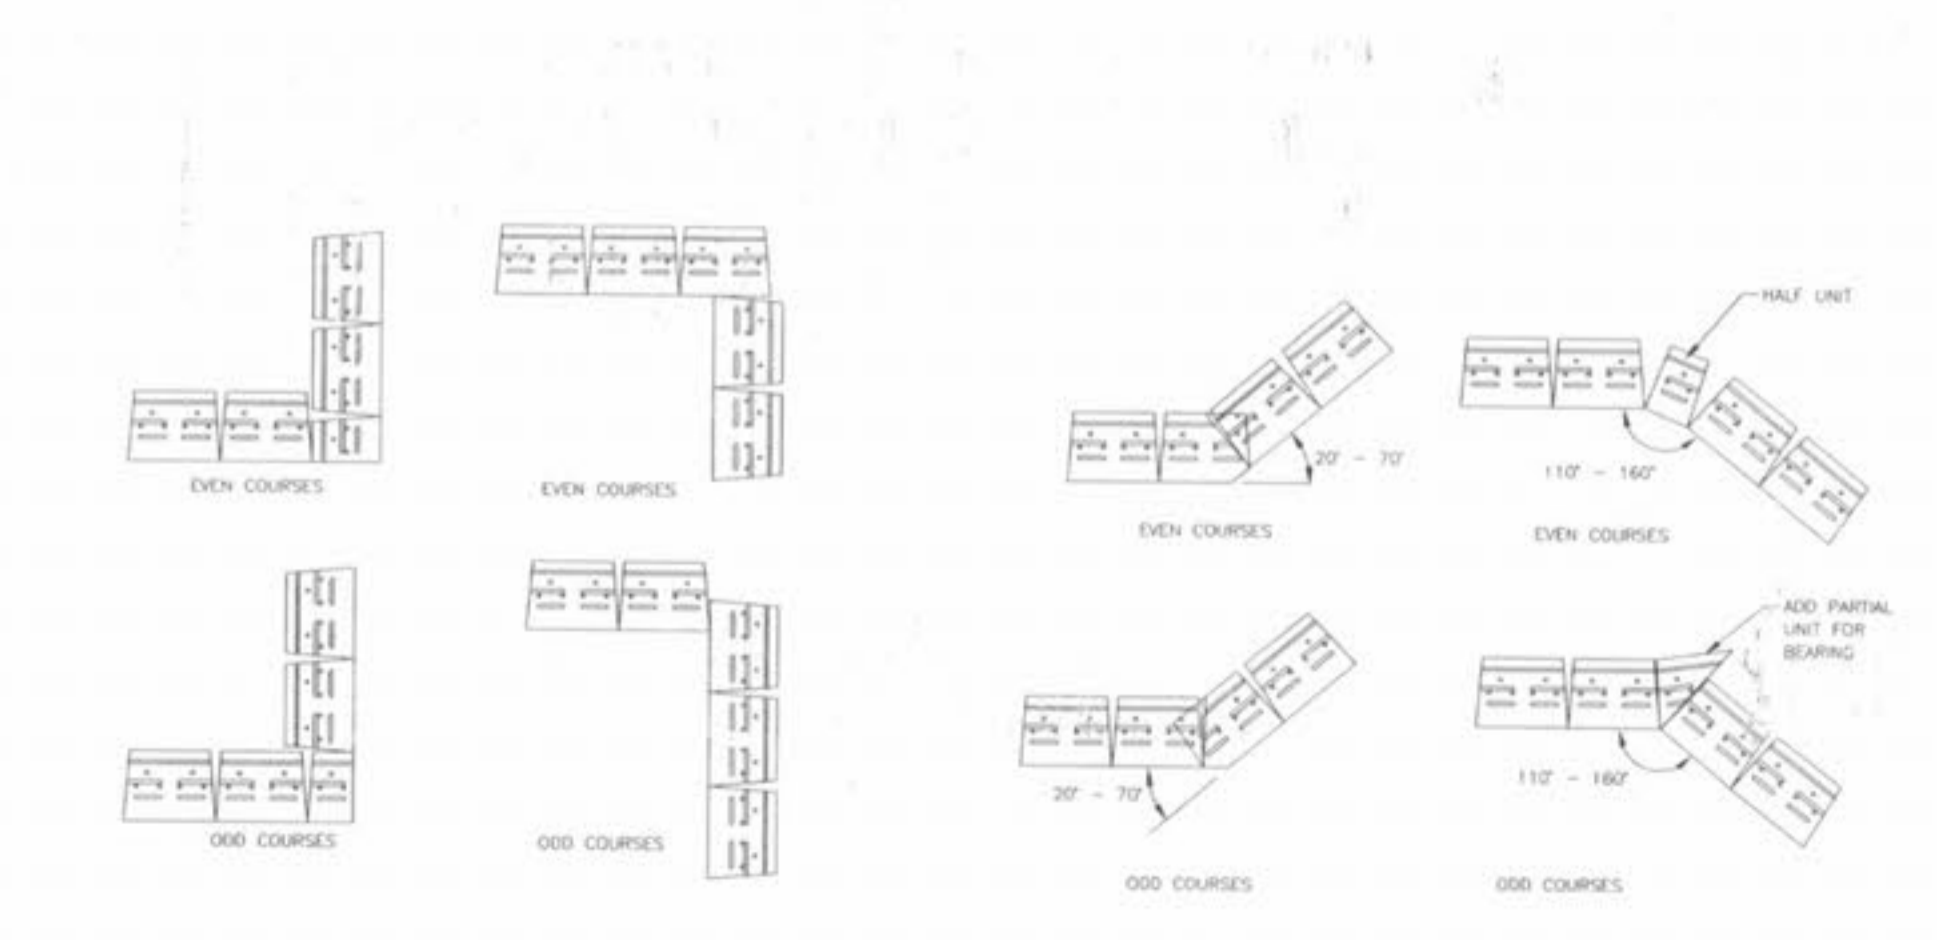 HALF UNIT
20° - 70°
110° - 160°
EVEN COURSES
EVEN COURSES
EVEN COURSES
EVEN COURSES
ADD PARTIAL
UNIT FOR
BEARING
20° - 70°
110° - 160°
ODD COURSES
ODD COURSES
ODD COURSES
ODD COURSES